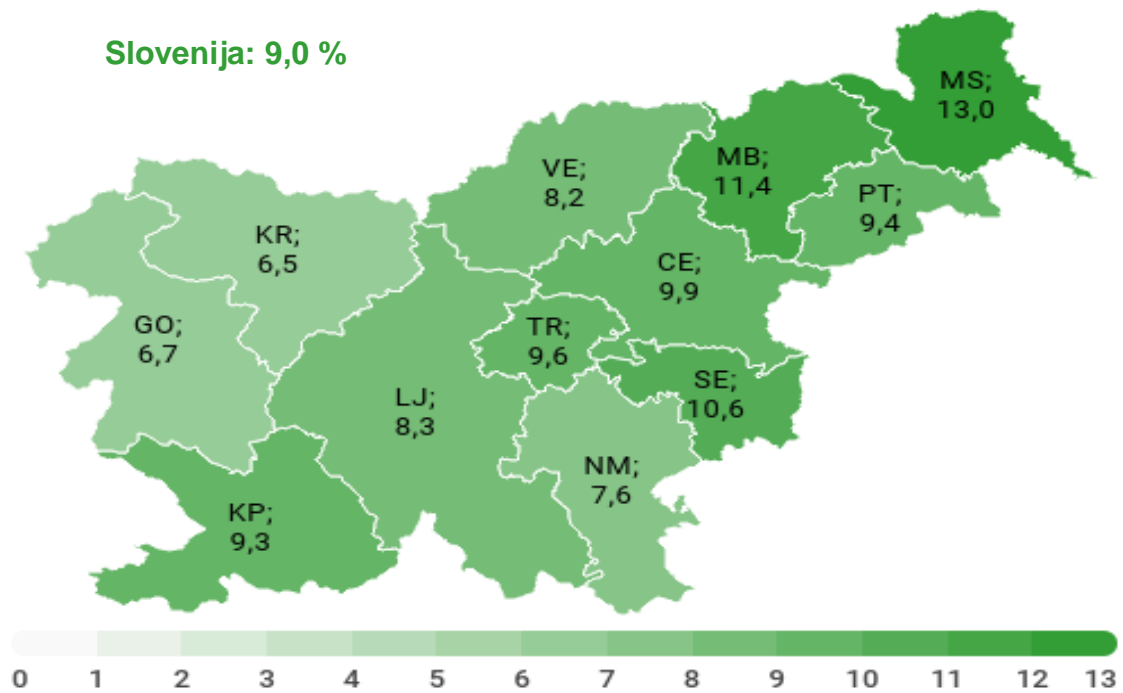 Slovenija: 9,0 %
MS;
13,0
MB;
11,4
VE;
8,2
PT;
9,4
KR;
6,5
CE;
9,9
GO;
6,7
TR;
9,6
SE;
10,6
LJ;
8,3
NM;
7,6
KP;
9,3
0 1 2 3 4 5 6 7 8 9 10 11 12 13